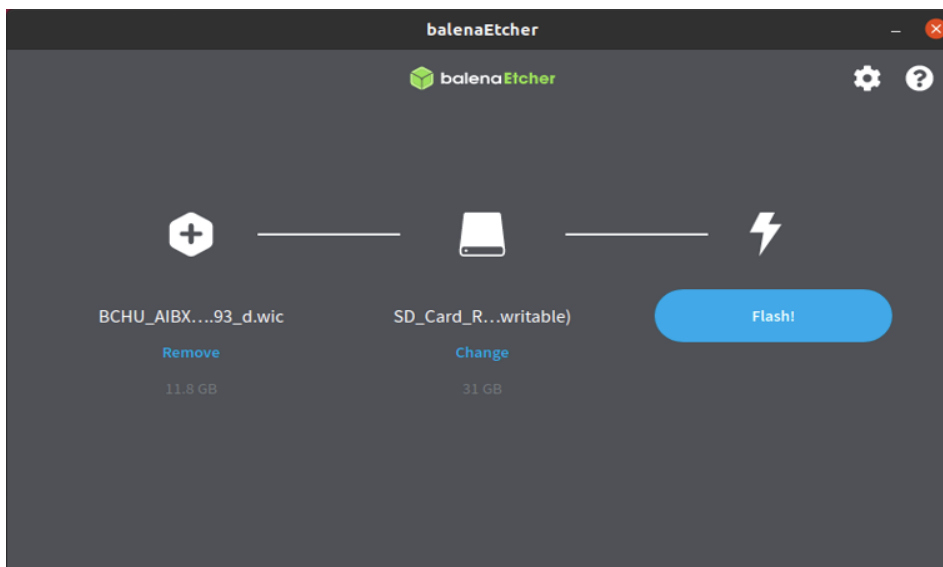 balenaEtcher
balenaEtcher
BCHU_AIBX....93_d.wic
SD_Card_R...writable)
Flash!
Remove
Change
11.8 GB
31 GB